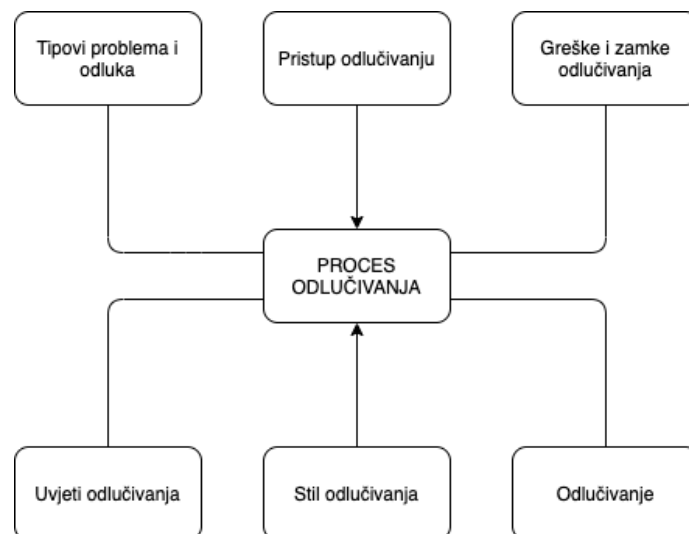 Tipovi problema i
odluka
Pristup odlučivanju
Greške i zamke
odlučivanja
PROCES
ODLUČIVANJA
Uvjeti odlučivanja
Stil odlučivanja
Odlučivanje